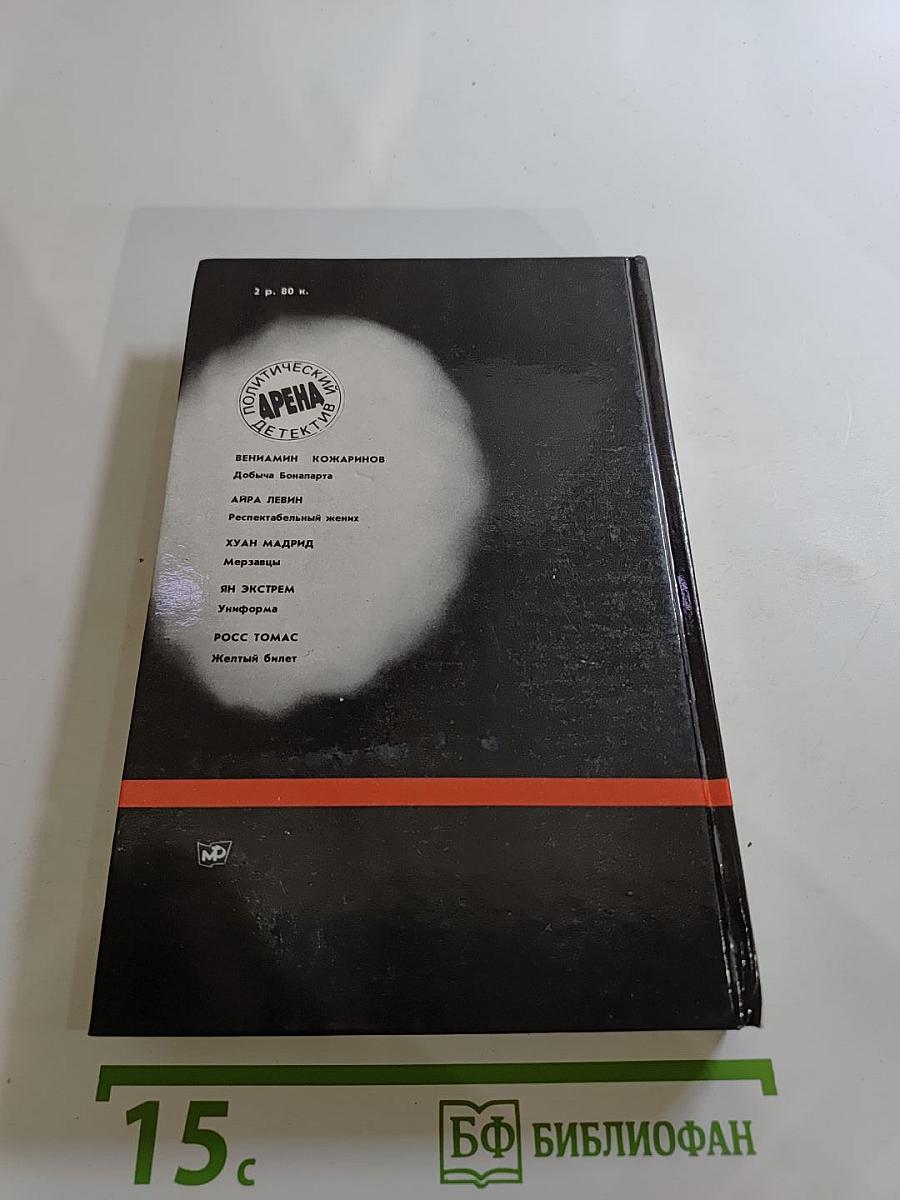 2 р. 80 к.
ПОЛИТИЧЕСКИЙ
АРЕНА
ДЕТЕКТИВ
ВЕНИАМИН КОЖАРИНОВ
Добыча Бонапарта
АЙРА ЛЕВИН
Респектабельный жених
ХУАН МАДРИД
Мерзавцы
ЯН ЭКСТРЕМ
Униформа
РОСС ТОМАС
Желтый билет
МР
15 с
БФ БИБЛИОФАН